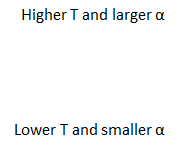 Higher T and larger α
Lower T and smaller α